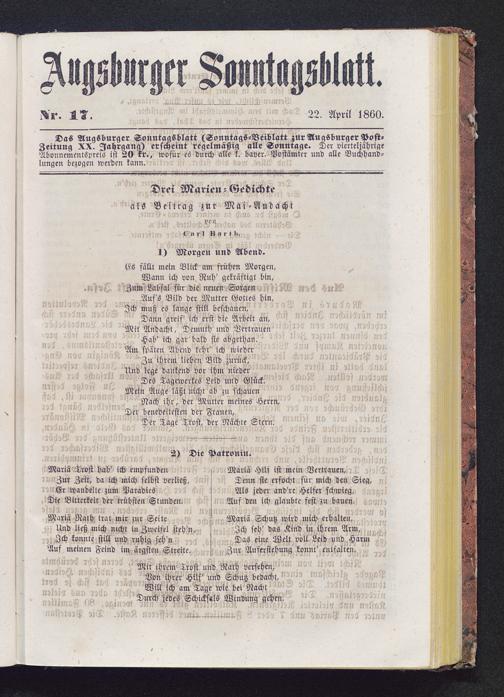 Augsburger Sonntagsblatt.
Nr. 17.
22. April 1860.
Das Augsburger Sonntagsblatt (Sonntags-Beiblatt zur Augsburger Post-
Zeitung XX. Jahrgang) erscheint regelmäßig alle Sonntage. Der vierteljährige
Abonnementspreis ist 20 kr., wofür es durch alle k. bayer. Postämter und alle Buchhand-
lungen bezogen werden kann.
Drei Marien-Gedichte
als Beitrag zur Mai-Andacht
von
Carl Barth.
1) Morgen und Abend.
Es fällt mein Blick am frühen Morgen,
Wann ich von Ruh' gekräftigt bin,
Zum Labsal für die neuen Sorgen
Auf's Bild der Mutter Gottes hin.
Ich muß es lange still beschauen.
Dann greif' ich erst die Arbeit an,
Mit Andacht, Demuth und Vertrauen
Hab' ich gar bald sie abgethan.
Am späten Abend kehr' ich wieder
Zu ihrem lieben Bild zurück,
Und lege dankend vor ihm nieder
Des Tagewerkes Leid und Glück.
Mein Auge läßt nicht ab zu schauen
Nach ihr, der Mutter meines Herrn,
Der benedeitesten der Frauen,
Der Tage Trost, der Nächte Stern.
2) Die Patronin.
Mariä Trost hab' ich empfunden
Zur Zeit, da ich mich selbst verließ,
Er wandelte zum Paradies
Die Bitterkeit der trübsten Stunden.
Mariä Rath trat mir zur Seite
Und ließ mich nicht in Zweifel steh'n,
Ich konnte still und ruhig seh'n
Auf meinen Feind im ärgsten Streite.
Mariä Hilf ist mein Vertrauen,
Denn sie erfocht für mich den Sieg,
Als jeder andre Helfer schwieg
Auf den ich glaubte fest zu bauen.
Mariä Schutz wird mich erhalten,
Ich seh' das Kind in ihrem Arm,
Das eine Welt voll Leid und Harm
Zur Auferstehung konnt' entfalten.
Mit ihrem Trost und Rath versehen,
Von ihrer Hilf' und Schutz bedacht,
Will ich am Tage wie bei Nacht
Durch jedes Schicksals Windung gehen.